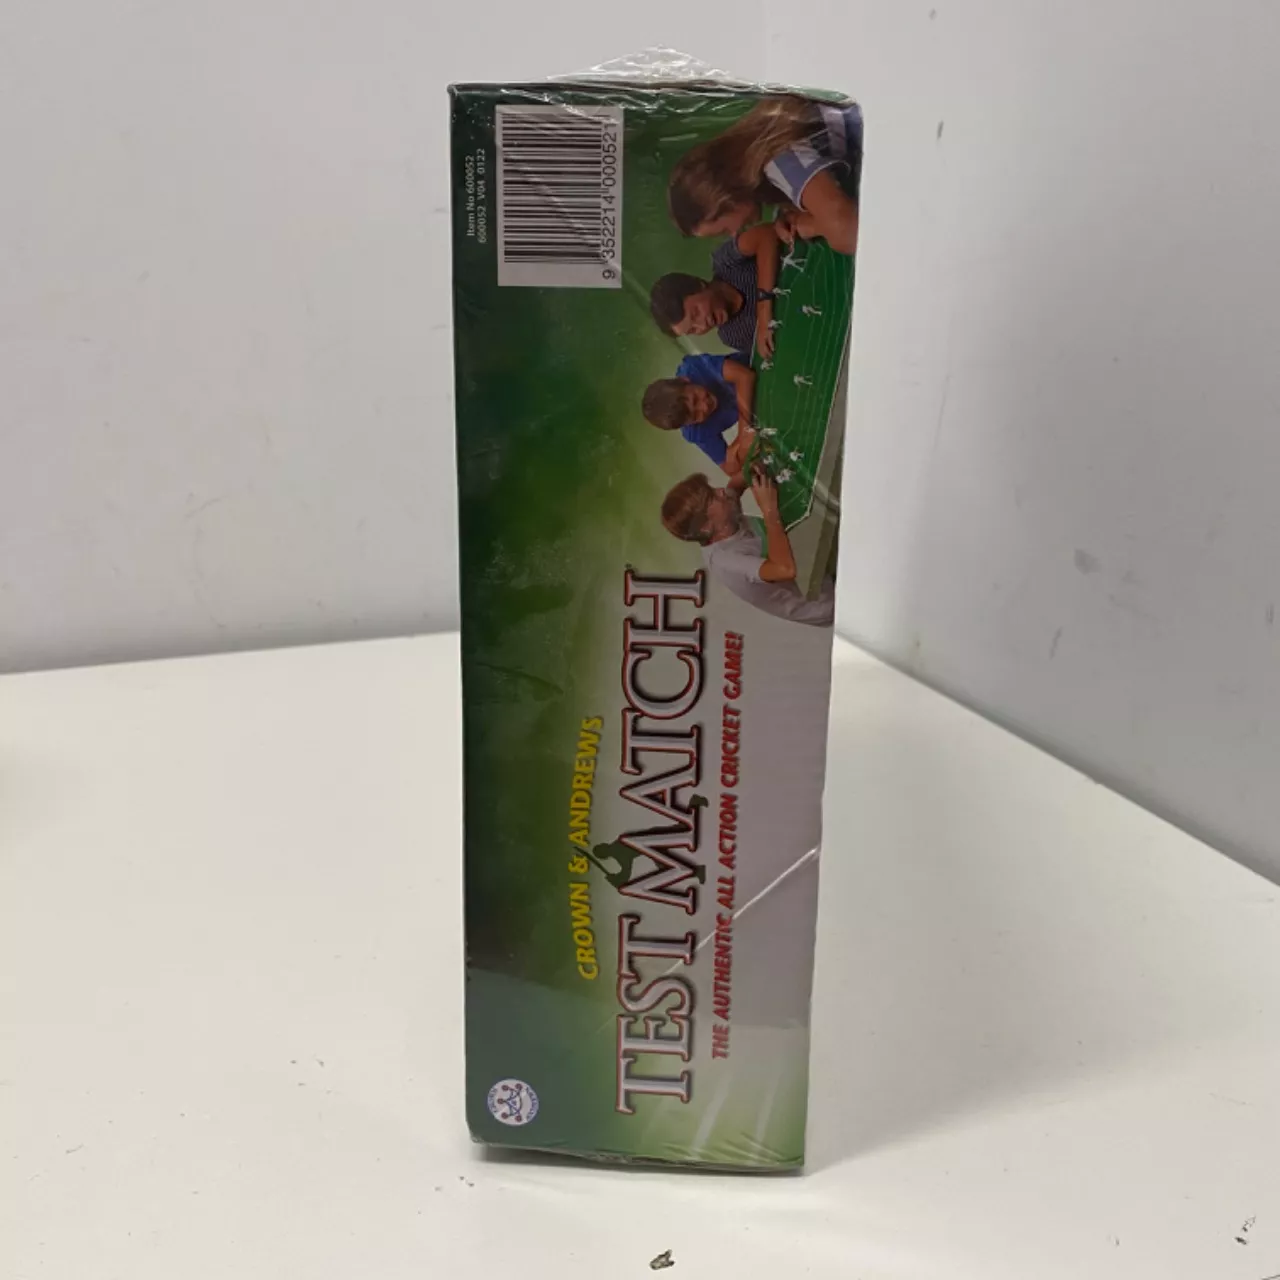 CROWN & ANDREWS
TEST MATCH
THE AUTHENTIC ALL ACTION CRICKET GAME!
Item No 600052
600052 V04 0122
9 352214 000521